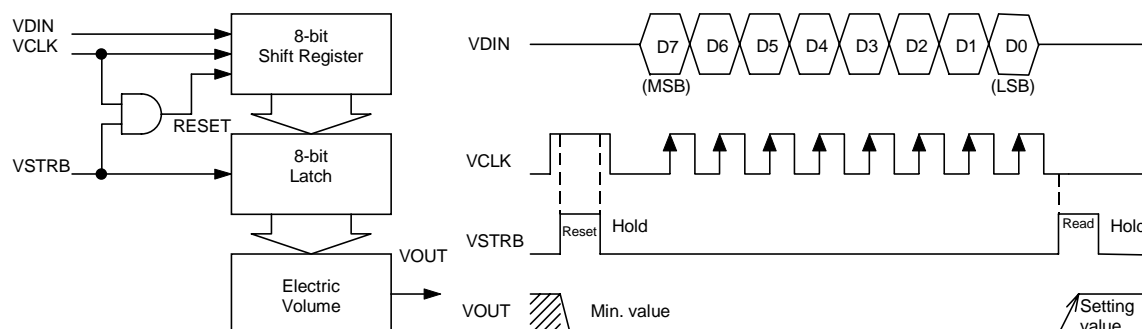 VDIN
VCLK
8-bit
Shift Register
RESET
VSTRB
8-bit
Latch
VOUT
Electric
Volume
VDIN
D7 D6 D5 D4 D3 D2 D1 D0
(MSB) (LSB)
VCLK
VSTRB
Reset Hold Read Hold
VOUT
Min. value
Setting
value